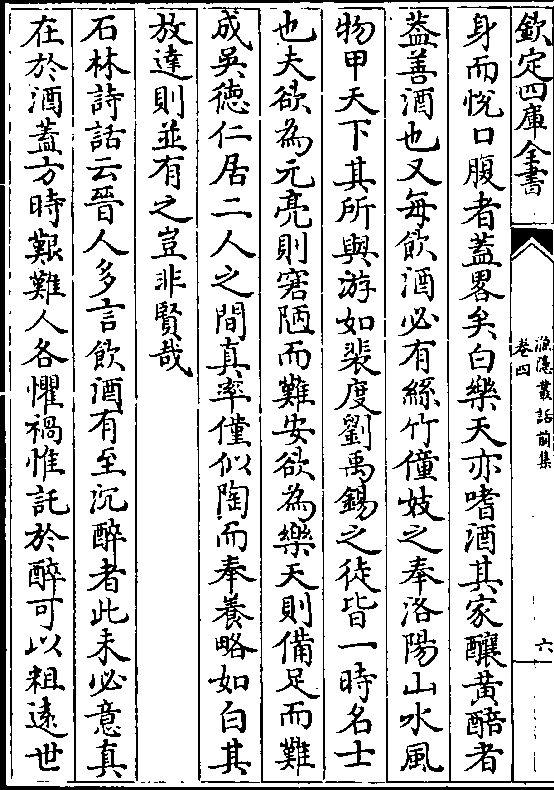 欽定四庫全書
漁隱叢話前集
卷四
六
身而恱口腹者蓋畧矣白樂天亦嗜酒其家釀黄醅者
葢善酒也又每飲酒必有絲竹僮妓之奉洛陽山水風
物甲天下其所與游如裴度劉禹錫之徒皆一時名士
也夫欲為元亮則窘陋而難安欲為樂天則備足而難
成吳徳仁居二人之間真率僅似陶而奉養略如白其
放達則並有之豈非賢哉
石林詩話云晉人多言飲酒有至沉醉者此未必意真
在於酒蓋方時艱難人各懼禍惟託於醉可以粗逺世